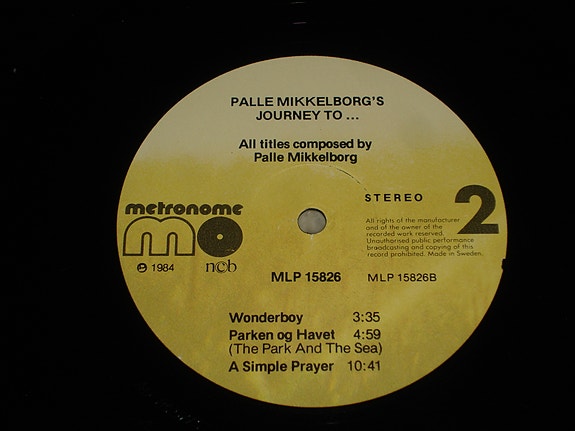 PALLE MIKKELBORG'S
JOURNEY TO ...
All titles composed by
Palle Mikkelborg
STEREO
2
All rights of the manufacturer
and of the owner of the
recorded work reserved.
Unauthorised public performance
broadcasting and copying of this
record prohibited. Made in Sweden.
metronome
mo
℗ 1984
ncb
MLP 15826
MLP 15826B
Wonderboy 3:35
Parken og Havet 4:59
(The Park And The Sea)
A Simple Prayer 10:41